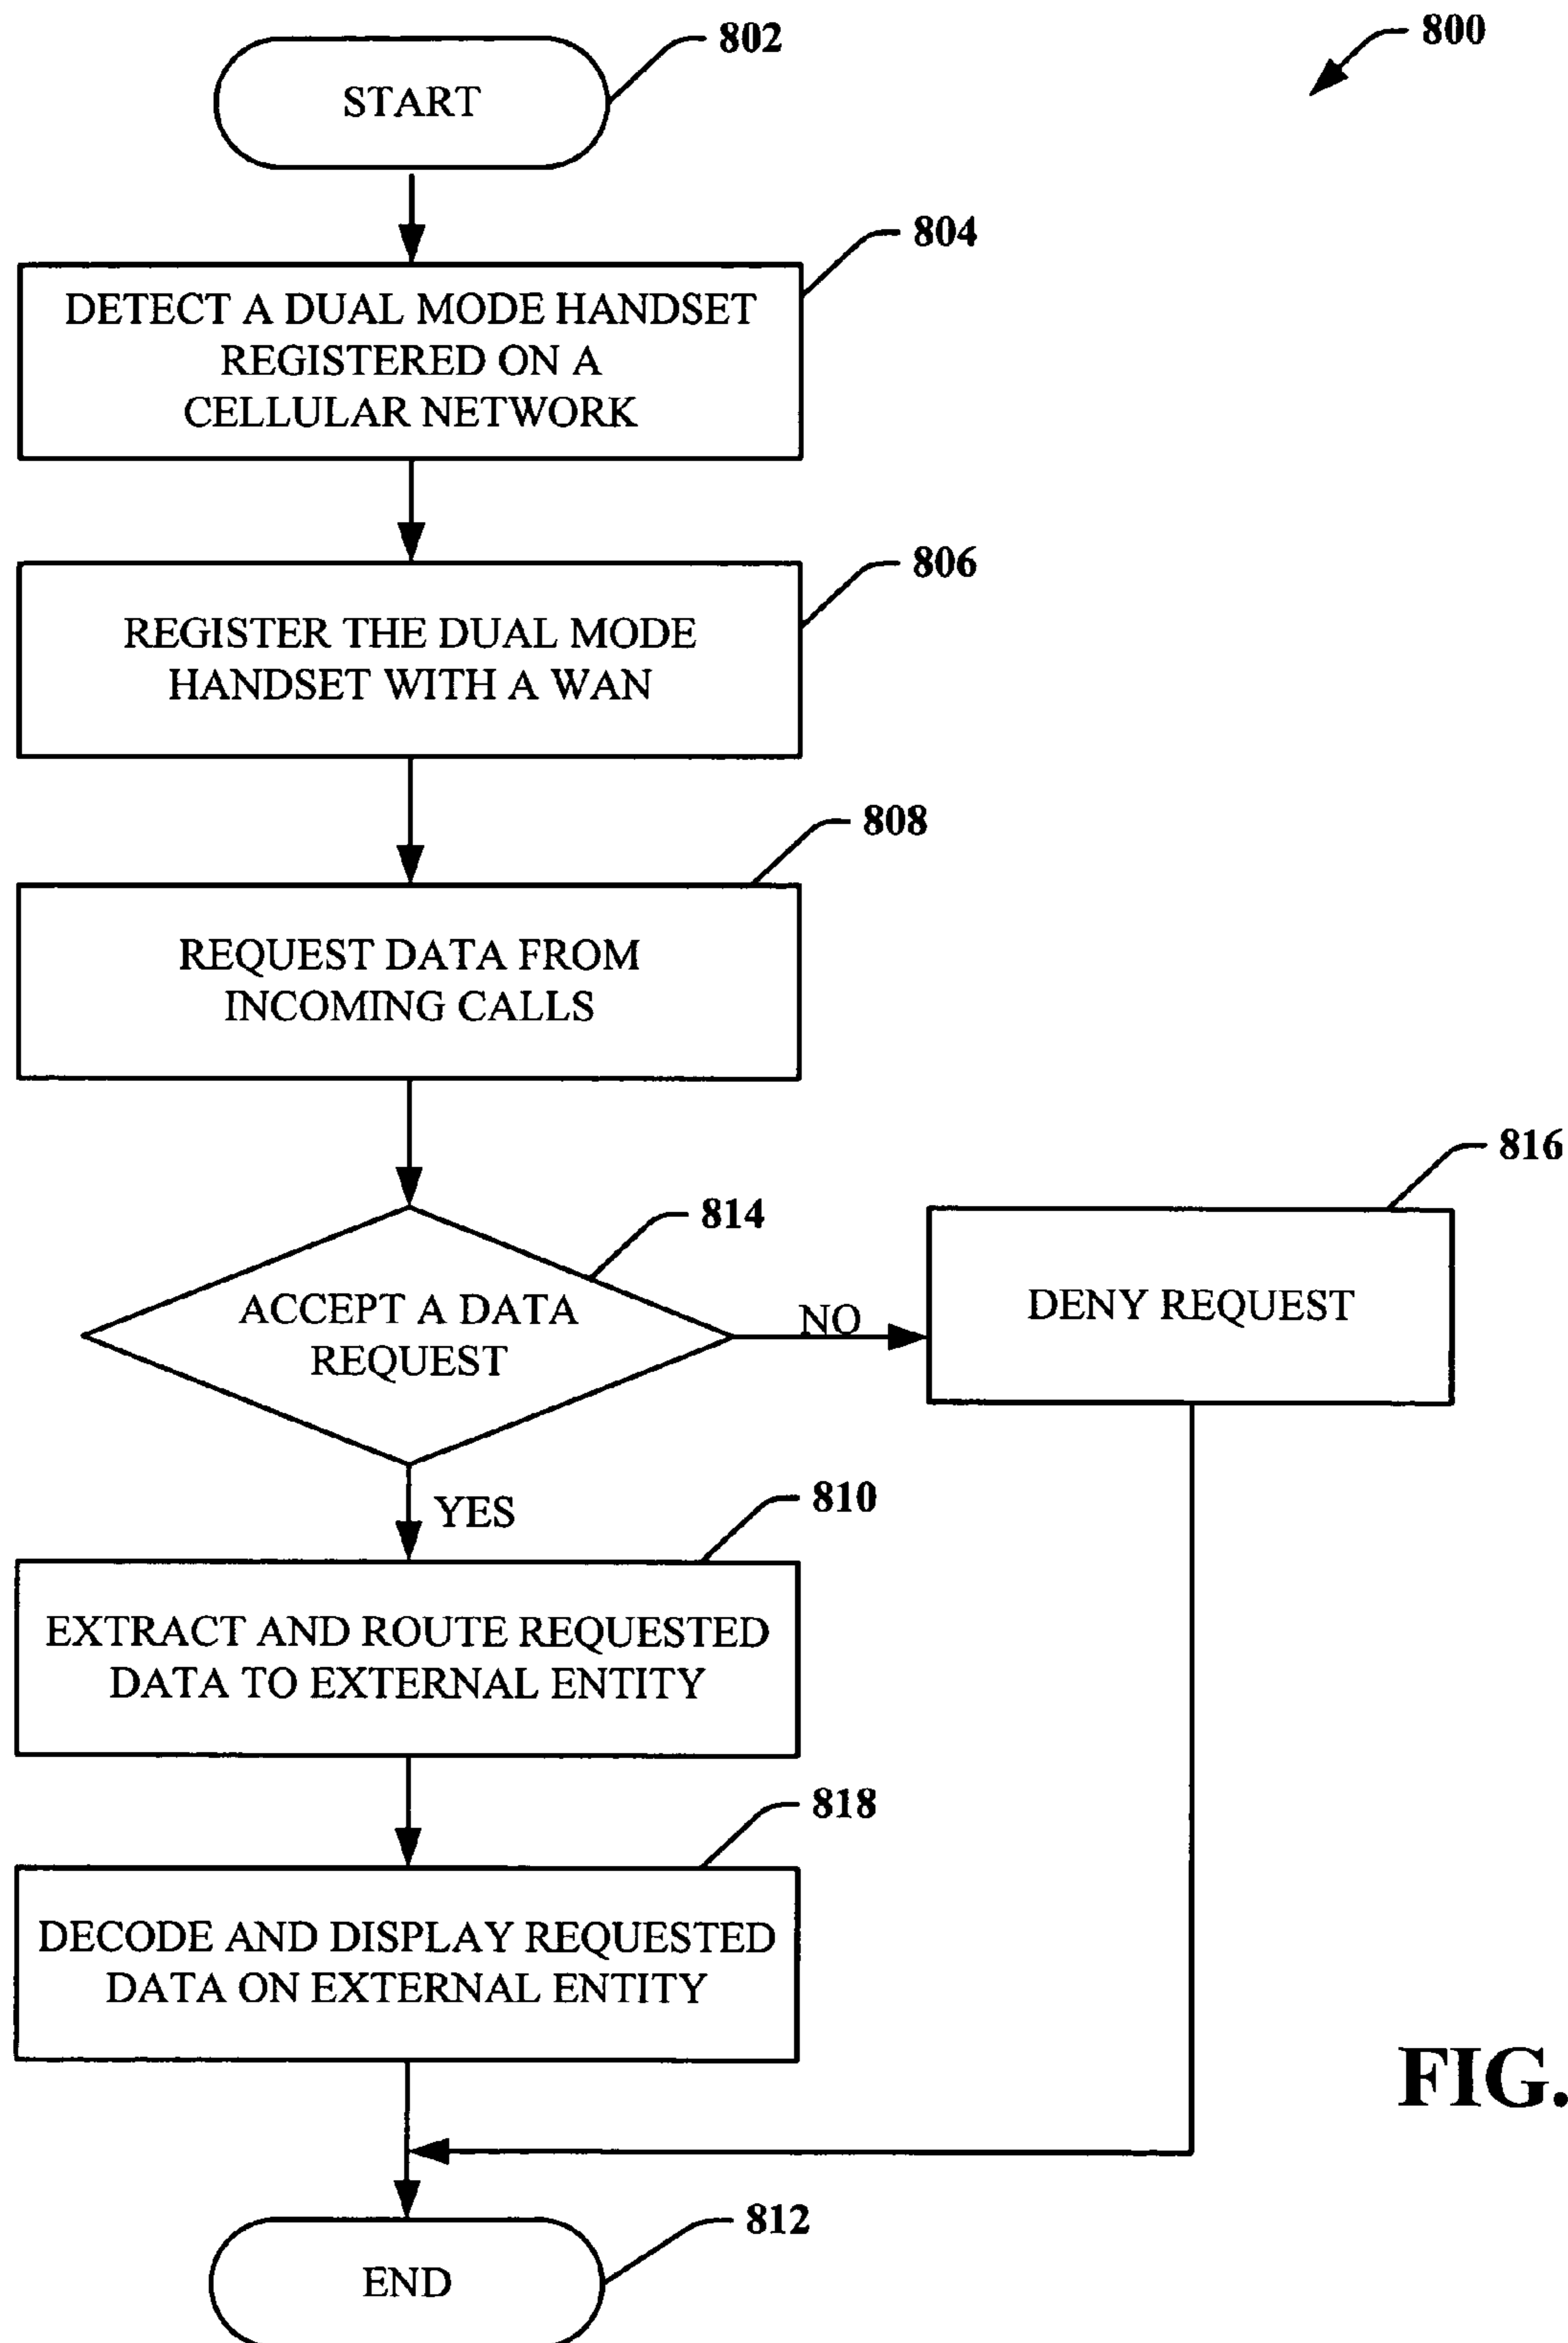 802
800
START
804
DETECT A DUAL MODE HANDSET
REGISTERED ON A
CELLULAR NETWORK
806
REGISTER THE DUAL MODE
HANDSET WITH A WAN
808
REQUEST DATA FROM
INCOMING CALLS
816
814
ACCEPT A DATA
REQUEST
NO
DENY REQUEST
YES
810
EXTRACT AND ROUTE REQUESTED
DATA TO EXTERNAL ENTITY
818
DECODE AND DISPLAY REQUESTED
DATA ON EXTERNAL ENTITY
FIG.
812
END